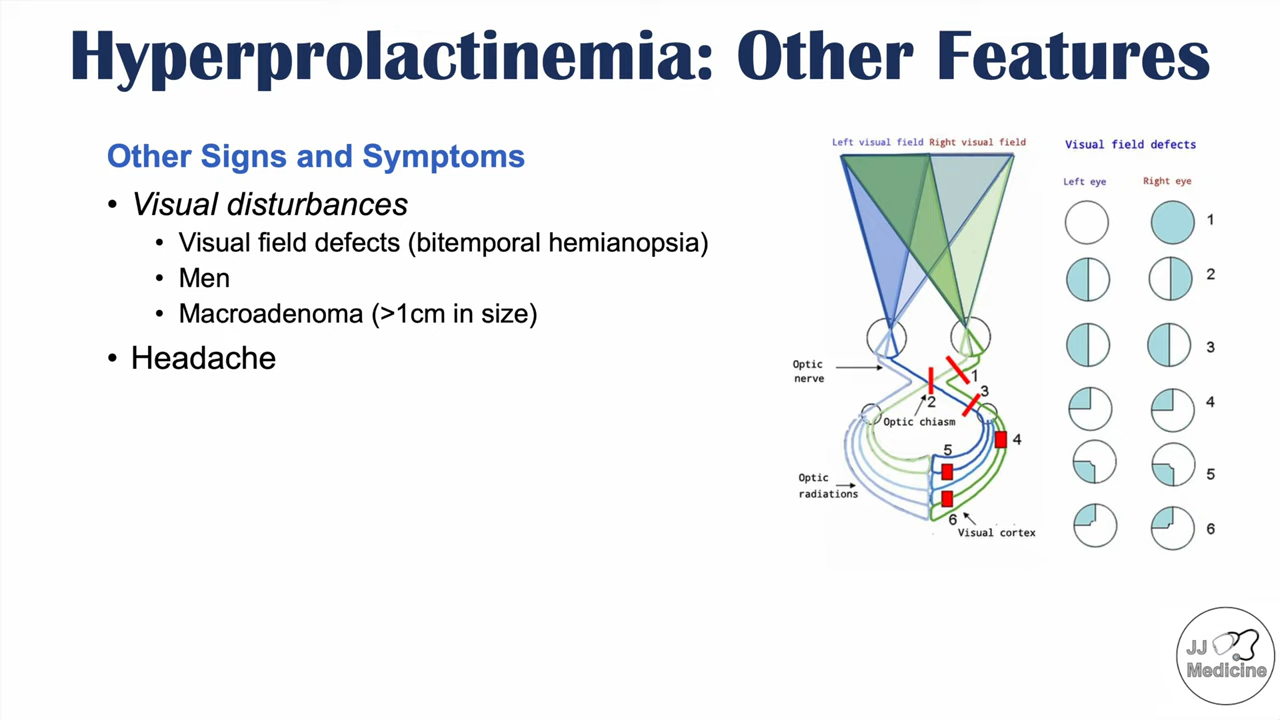 Hyperprolactinemia: Other Features
Other Signs and Symptoms
• Visual disturbances
• Visual field defects (bitemporal hemianopsia)
• Men
• Macroadenoma (>1cm in size)
• Headache
Left visual field Right visual field
Optic
nerve
1
2
3
Optic chiasm
4
5
Optic
radiations
6
Visual cortex
Visual field defects
Left eye Right eye
1
2
3
4
5
6
JJ
Medicine